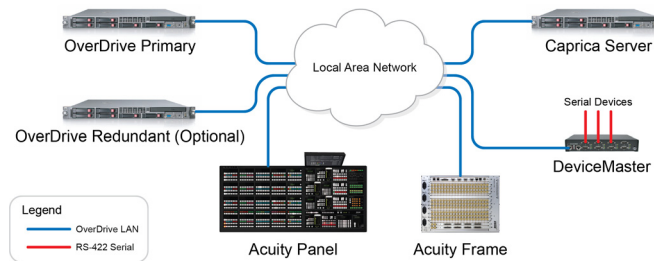 OverDrive Primary
Local Area Network
Caprica Server
OverDrive Redundant (Optional)
Serial Devices
DeviceMaster
Legend
OverDrive LAN
RS-422 Serial
Acuity Panel
Acuity Frame